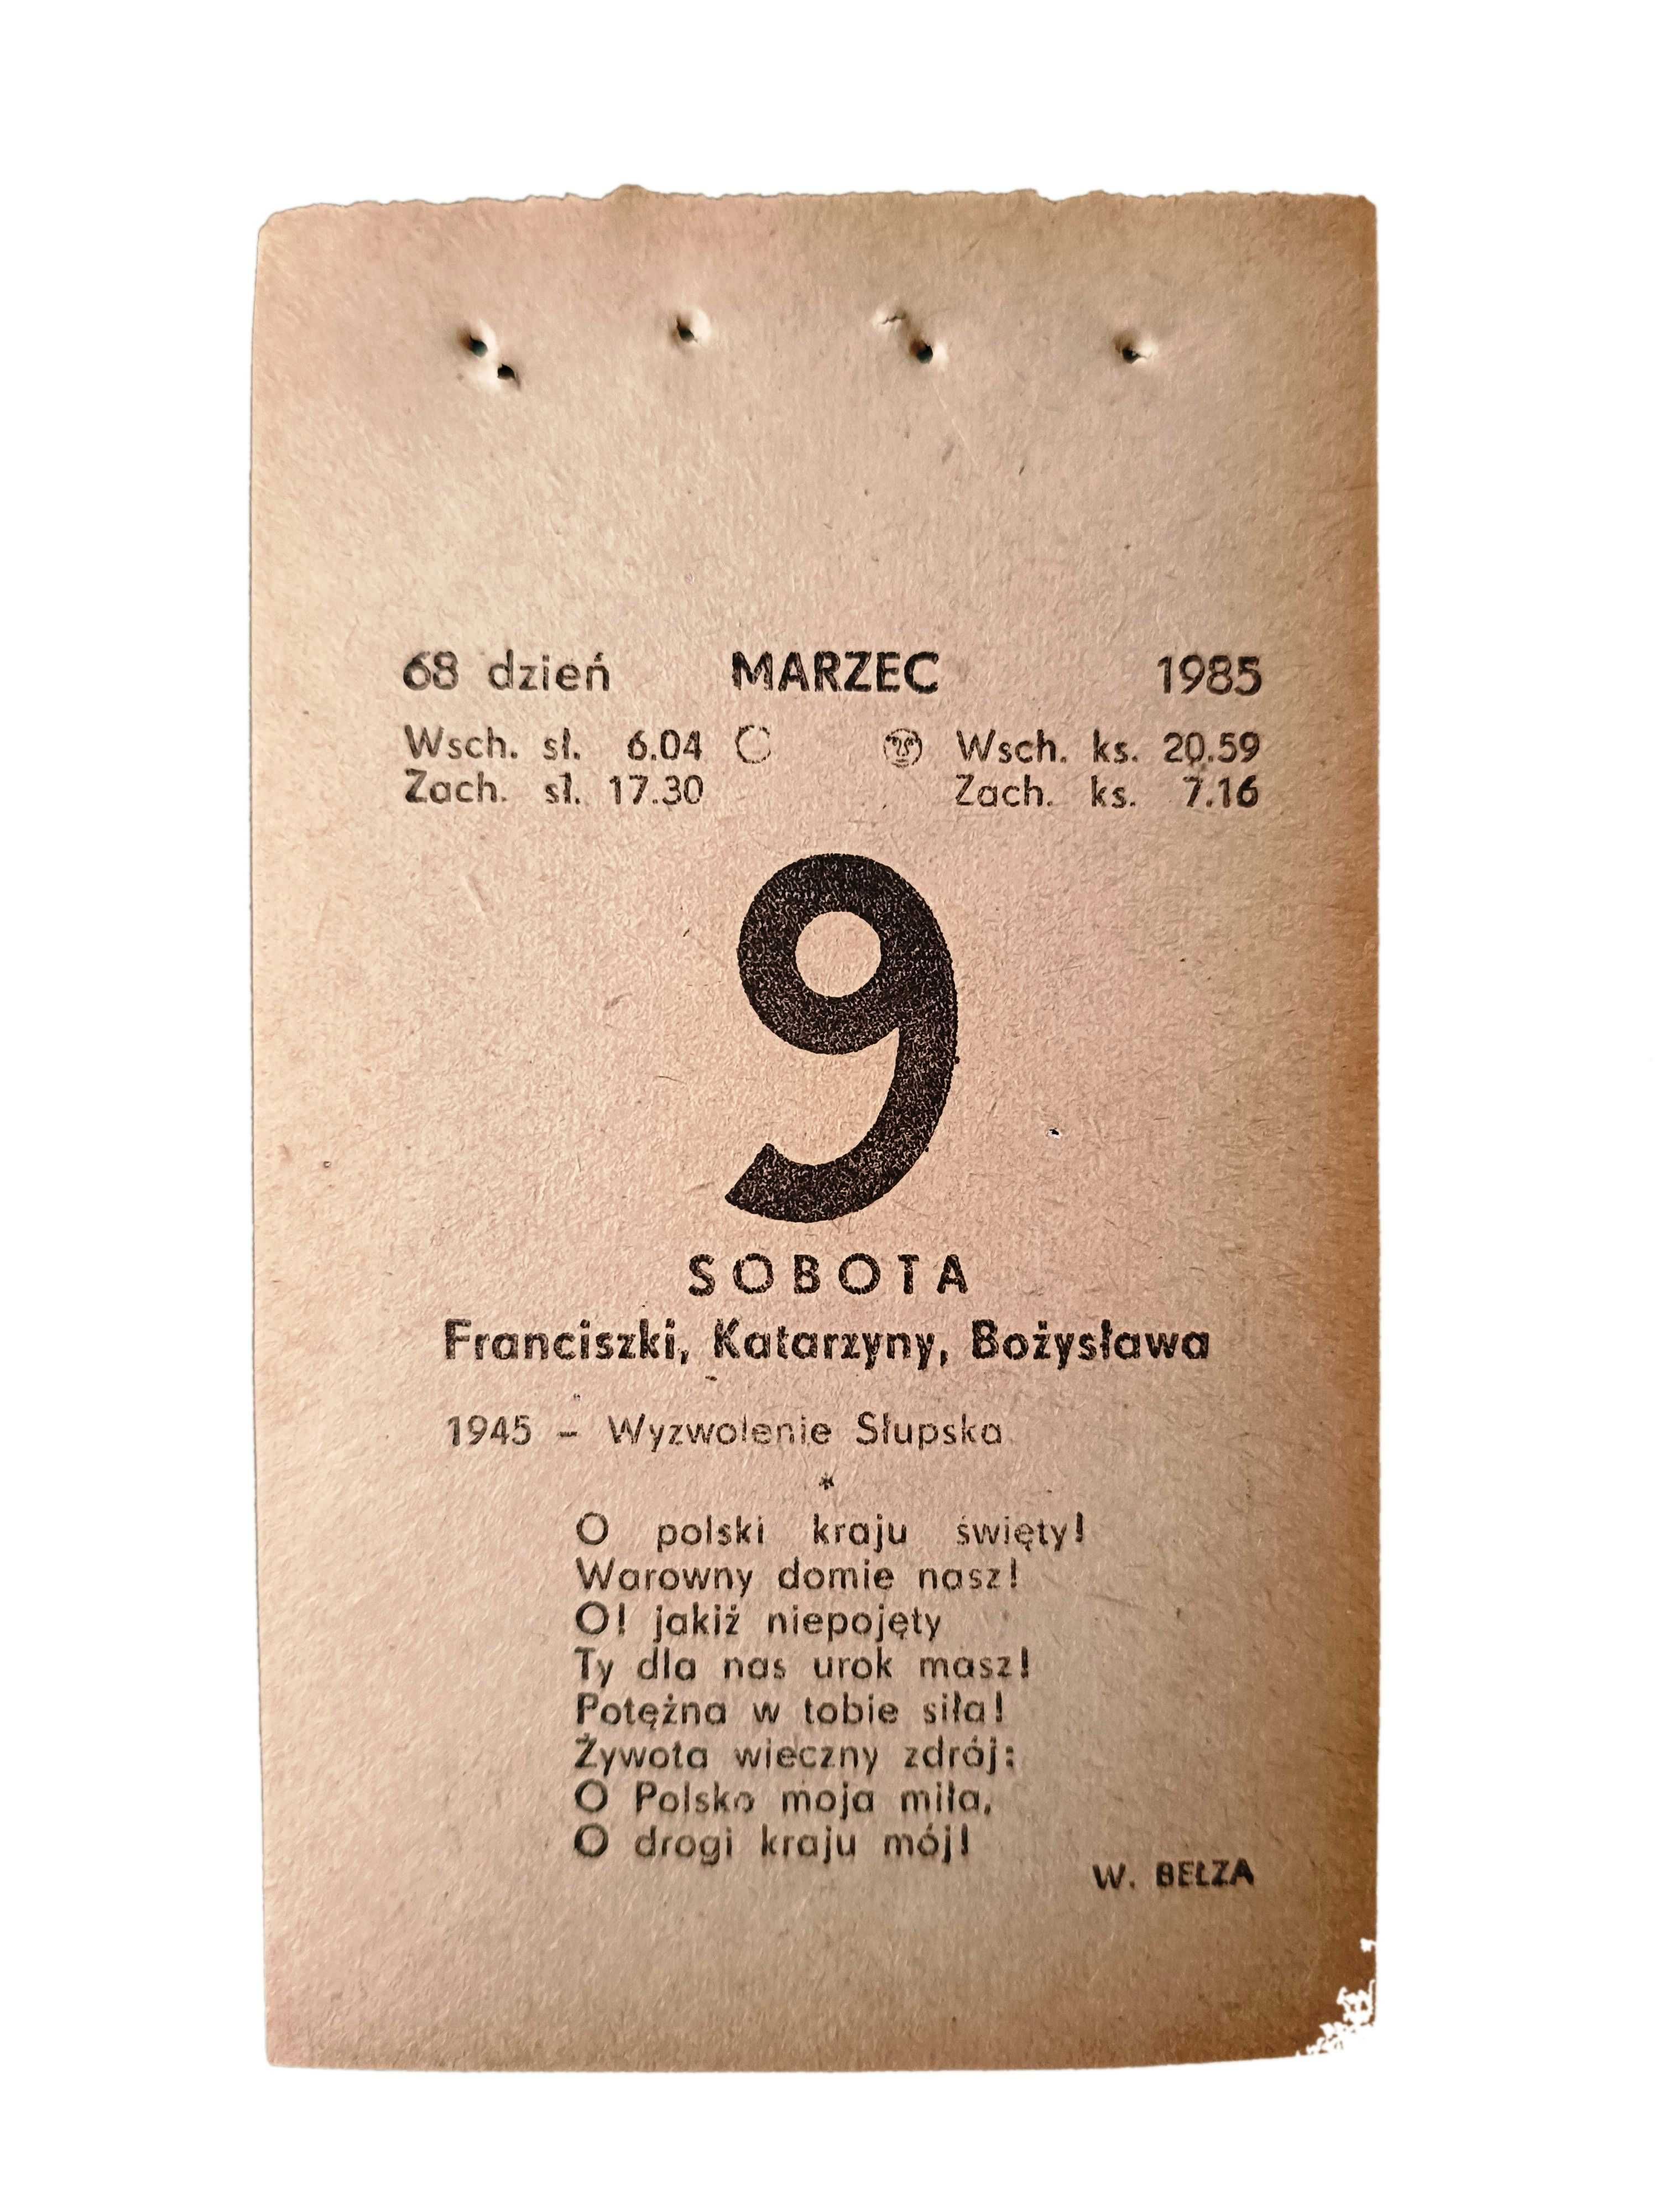 68 dzień MARZEC 1985
Wsch. sł. 6.04 Wsch. ks. 20.59
Zach. sł. 17.30 Zach. ks. 7.16
9
SOBOTA
Franciszki, Katarzyny, Bożysława
1945 – Wyzwolenie Słupska
*
O polski kraju święty!
Warowny domie nasz!
O! jakiż niepojęty
Ty dla nas urok masz!
Potężna w tobie siła!
Żywota wieczny zdrój:
O Polsko moja miła,
O drogi kraju mój!
W. BEŁZA